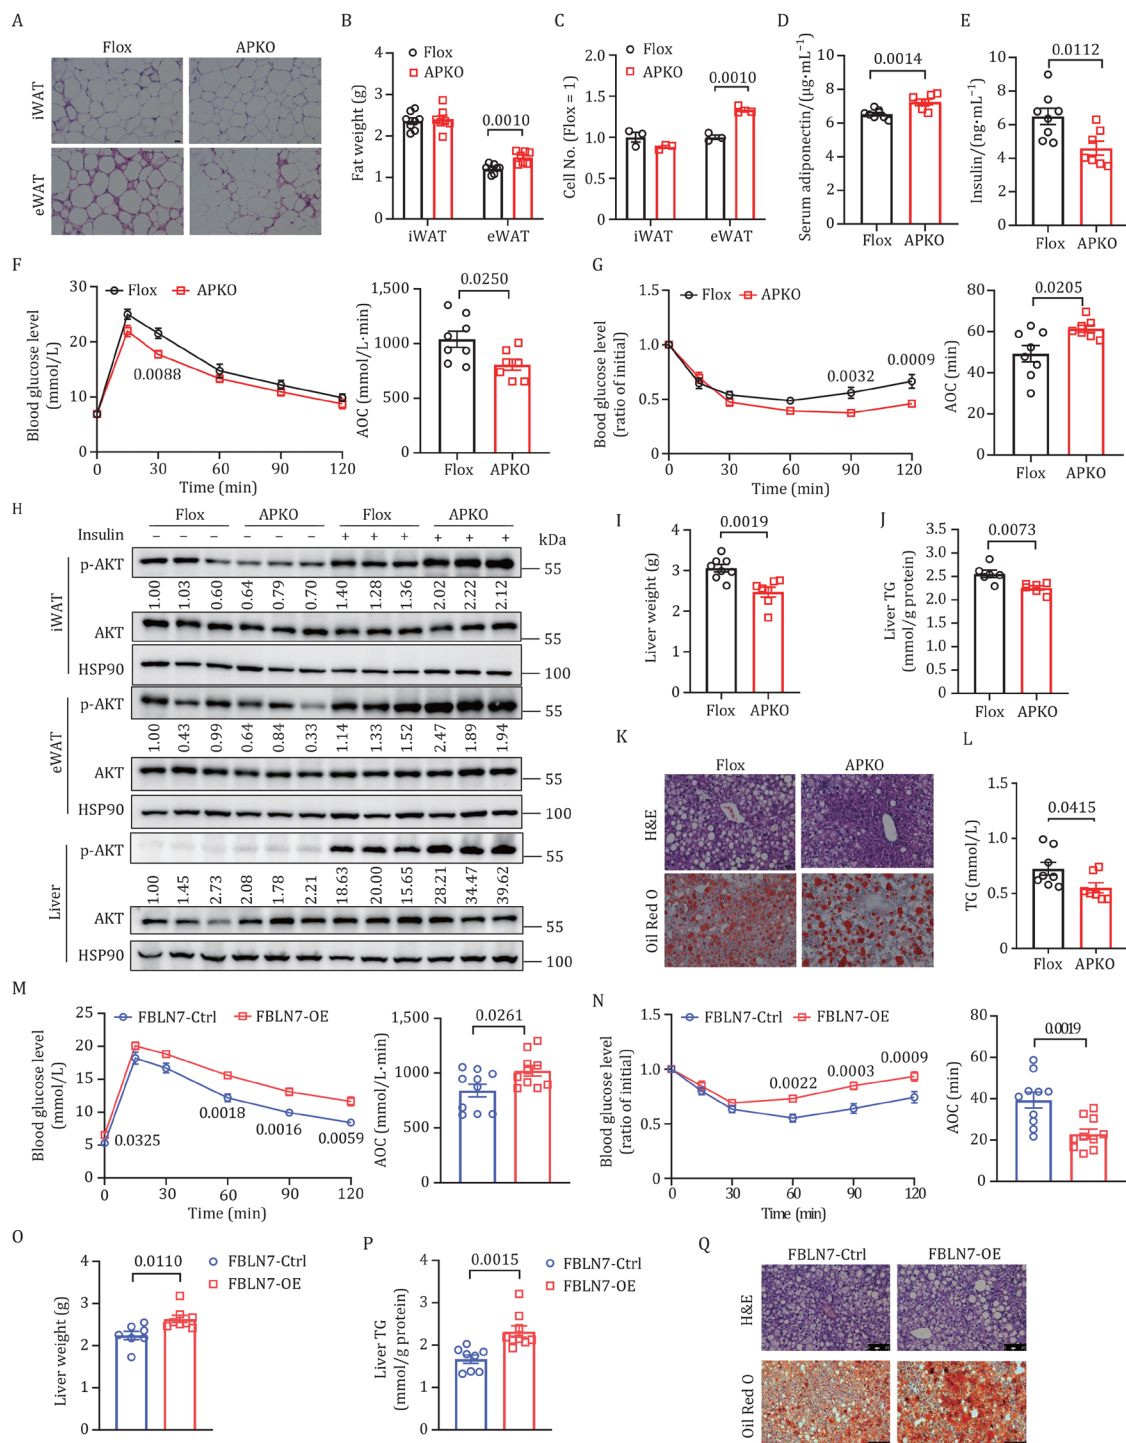 A
Flox
APKO
iWAT
eWAT
B
Fat weight (g)
4
3
2
1
0
Flox
APKO
0.0010
iWAT
eWAT
C
Cell No. (Flox = 1)
2.0
1.5
1.0
0.5
0
Flox
APKO
0.0010
iWAT
eWAT
D
Serum adiponectin/(μg·mL⁻¹)
10
8
6
4
2
0
0.0014
Flox
APKO
E
Insulin/(ng·mL⁻¹)
10
8
6
4
2
0
0.0112
Flox
APKO
F
Blood glucose level
(mmol/L)
30
20
10
0
Flox
APKO
0.0088
0 30 60 90 120
Time (min)
AOC (mmol/L·min)
1,500
1000
500
0
0.0250
Flox
APKO
G
Bood glucose level
(ratio of initial)
1.5
1.0
0.5
0
Flox
APKO
0.0032
0.0009
0 30 60 90 120
Time (min)
AOC (min)
80
60
40
20
0
0.0205
Flox
APKO
H
Flox APKO Flox APKO
Insulin − − − − − − + + + + + + kDa
iWAT
p-AKT 55
1.00 1.03 0.60 0.64 0.79 0.70 1.40 1.28 1.36 2.02 2.22 2.12
AKT 55
HSP90 100
eWAT
p-AKT 55
1.00 0.43 0.99 0.64 0.84 0.33 1.14 1.33 1.52 2.47 1.89 1.94
AKT 55
HSP90 100
Liver
p-AKT 55
1.00 1.45 2.73 2.08 1.78 2.21 18.63 20.00 15.65 28.21 34.47 39.62
AKT 55
HSP90 100
I
Liver weight (g)
4
3
2
1
0
0.0019
Flox
APKO
J
Liver TG
(mmol/g protein)
3.5
3.0
2.5
2.0
1.5
1.0
0.5
0
0.0073
Flox
APKO
K
Flox
APKO
H&E
Oil Red O
L
TG (mmol/L)
1.5
1.0
0.5
0
0.0415
Flox
APKO
M
Blood glucose level
(mmol/L)
25
20
15
10
5
0
FBLN7-Ctrl
FBLN7-OE
0.0325
0.0018
0.0016
0.0059
0 30 60 90 120
Time (min)
AOC (mmol/L·min)
1,500
1000
500
0
0.0261
N
Blood glucose level
(ratio of initial)
1.5
1.0
0.5
0
FBLN7-Ctrl
FBLN7-OE
0.0022
0.0003
0.0009
0 30 60 90 120
Time (min)
AOC (min)
80
60
40
20
0
0.0019
O
Liver weight (g)
4
3
2
1
0
0.0110
FBLN7-Ctrl
FBLN7-OE
P
Liver TG
(mmol/g protein)
4
3
2
1
0
0.0015
FBLN7-Ctrl
FBLN7-OE
Q
FBLN7-Ctrl
FBLN7-OE
H&E
Oil Red O